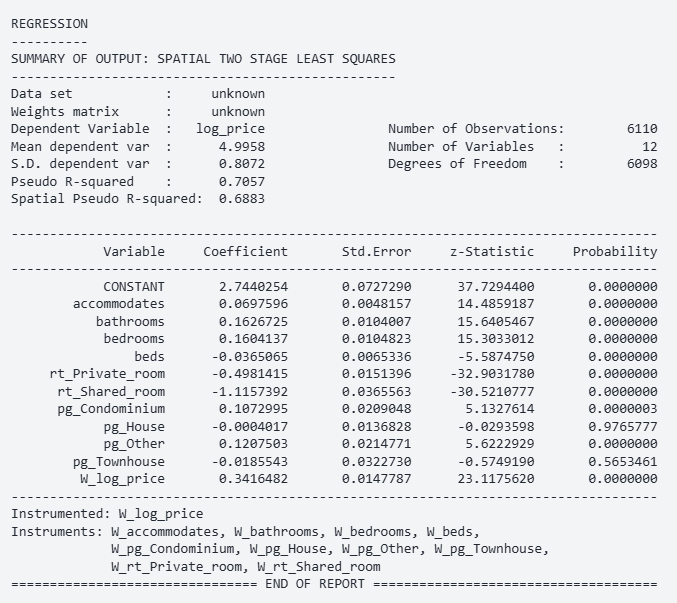 REGRESSION
----------
SUMMARY OF OUTPUT: SPATIAL TWO STAGE LEAST SQUARES
--------------------------------------------------
Data set            :     unknown
Weights matrix      :     unknown
Dependent Variable  :   log_price                Number of Observations:        6110
Mean dependent var  :      4.9958                Number of Variables   :          12
S.D. dependent var  :      0.8072                Degrees of Freedom    :        6098
Pseudo R-squared    :      0.7057
Spatial Pseudo R-squared:  0.6883

------------------------------------------------------------------------------------
            Variable     Coefficient       Std.Error     z-Statistic     Probability
------------------------------------------------------------------------------------
            CONSTANT       2.7440254       0.0727290      37.7294400       0.0000000
        accommodates       0.0697596       0.0048157      14.4859187       0.0000000
           bathrooms       0.1626725       0.0104007      15.6405467       0.0000000
            bedrooms       0.1604137       0.0104823      15.3033012       0.0000000
                beds      -0.0365065       0.0065336      -5.5874750       0.0000000
     rt_Private_room      -0.4981415       0.0151396     -32.9031780       0.0000000
      rt_Shared_room      -1.1157392       0.0365563     -30.5210777       0.0000000
      pg_Condominium       0.1072995       0.0209048       5.1327614       0.0000003
            pg_House      -0.0004017       0.0136828      -0.0293598       0.9765777
            pg_Other       0.1207503       0.0214771       5.6222929       0.0000000
        pg_Townhouse      -0.0185543       0.0322730      -0.5749190       0.5653461
         W_log_price       0.3416482       0.0147787      23.1175620       0.0000000
------------------------------------------------------------------------------------
Instrumented: W_log_price
Instruments: W_accommodates, W_bathrooms, W_bedrooms, W_beds,
             W_pg_Condominium, W_pg_House, W_pg_Other, W_pg_Townhouse,
             W_rt_Private_room, W_rt_Shared_room
================================ END OF REPORT =====================================